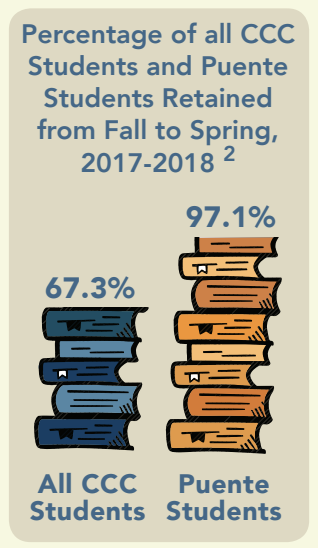 Percentage of all CCC
Students and Puente
Students Retained
from Fall to Spring,
2017-2018 2
97.1%
67.3%
All CCC
Students
Puente
Students